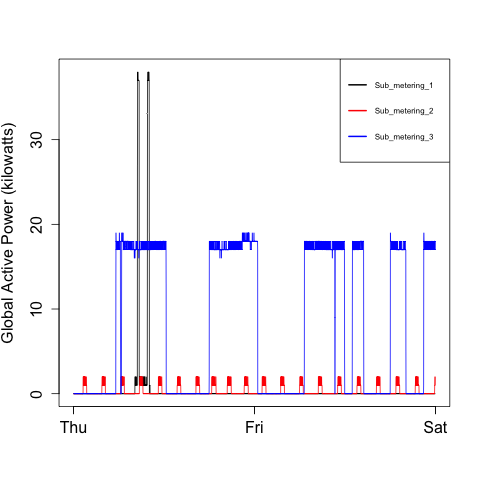 Global Active Power (kilowatts)
30
20
10
0
Sub_metering_1
Sub_metering_2
Sub_metering_3
Thu
Fri
Sat